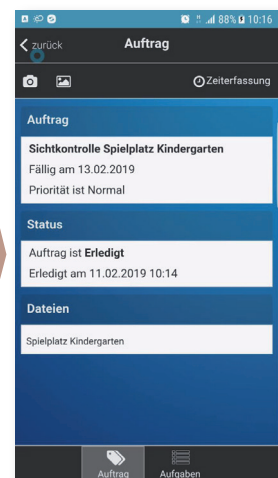 88% 10:16
zurück
Auftrag
Zeiterfassung
Auftrag
Sichtkontrolle Spielplatz Kindergarten
Fällig am 13.02.2019
Priorität ist Normal
Status
Auftrag ist Erledigt
Erledigt am 11.02.2019 10:14
Dateien
Spielplatz Kindergarten
Auftrag
Aufgaben